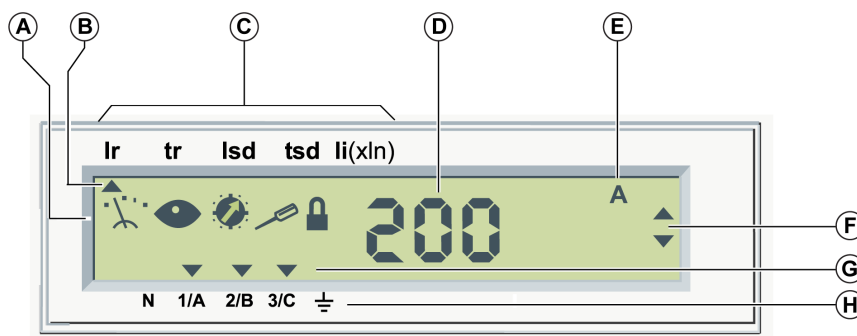 A B C D E
Ir tr Isd tsd Ii(xIn)
A
200
F
G
N 1/A 2/B 3/C
H